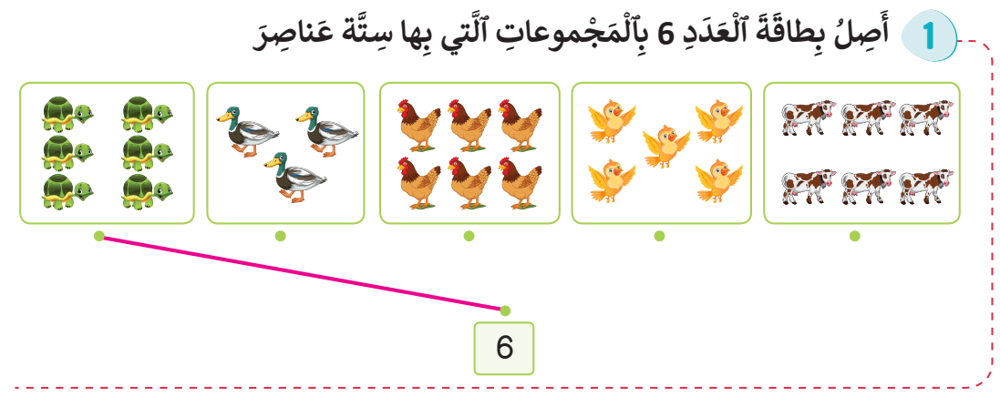 1 أَصِلُ بِطاقَةَ ٱلْعَدَدِ 6 بِٱلْمَجْموعاتِ ٱلَّتي بِها سِتَّة عَناصِرَ
6